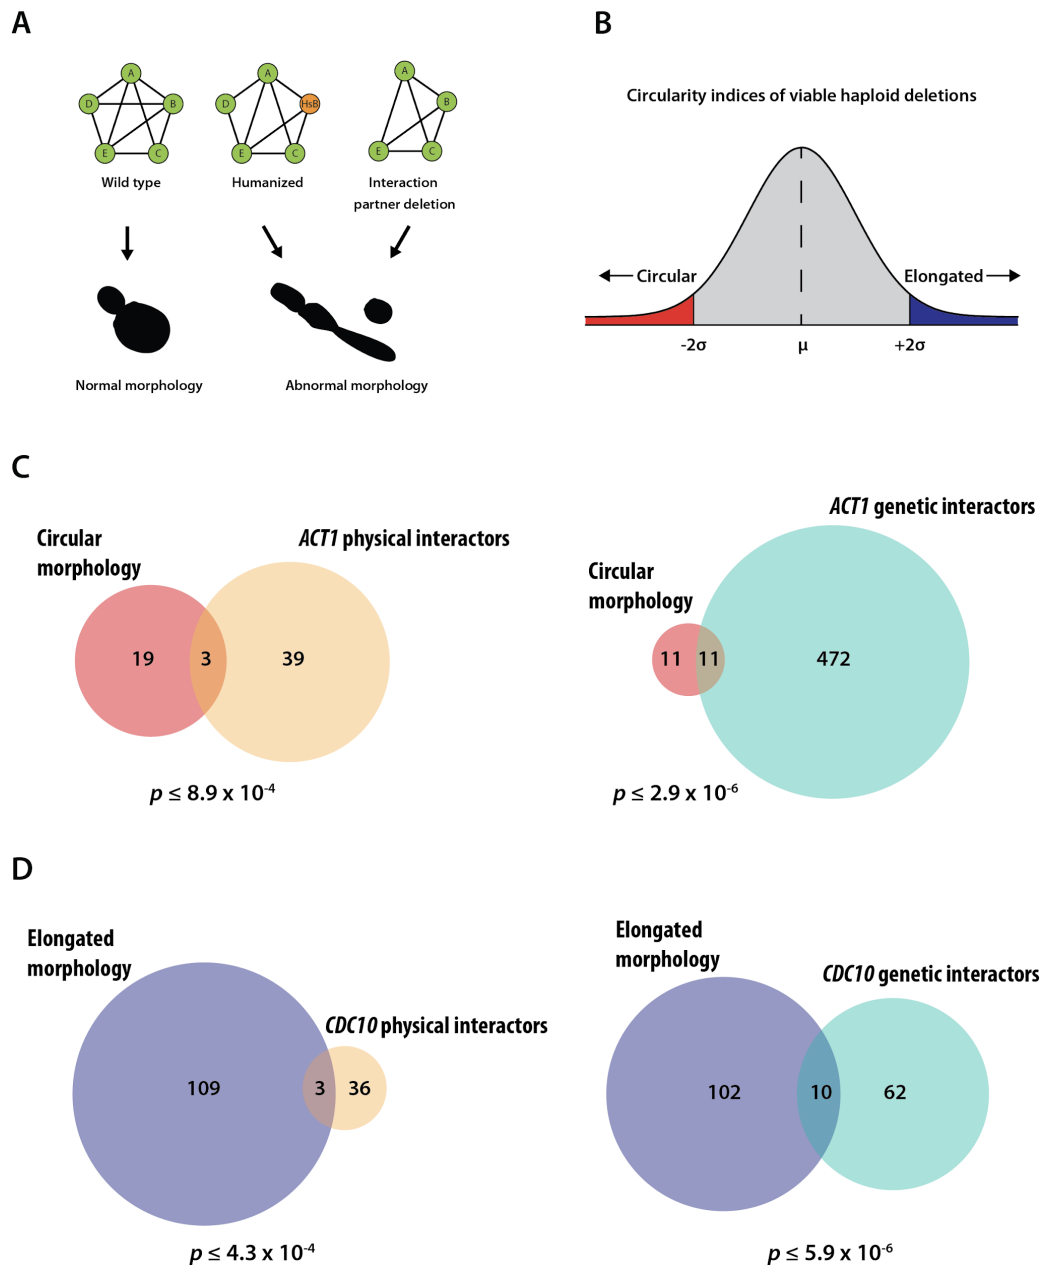 A
A
D
B
E
C
Wild type
A
D
HsB
E
C
Humanized
A
B
E
C
Interaction
partner deletion
Normal morphology
Abnormal morphology
B
Circularity indices of viable haploid deletions
Circular
Elongated
-2σ
μ
+2σ
C
Circular
morphology
ACT1 physical interactors
19
3
39
p ≤ 8.9 x 10-4
ACT1 genetic interactors
Circular
morphology
11
11
472
p ≤ 2.9 x 10-6
D
Elongated
morphology
CDC10 physical interactors
109
3
36
p ≤ 4.3 x 10-4
Elongated
morphology
CDC10 genetic interactors
102
10
62
p ≤ 5.9 x 10-6